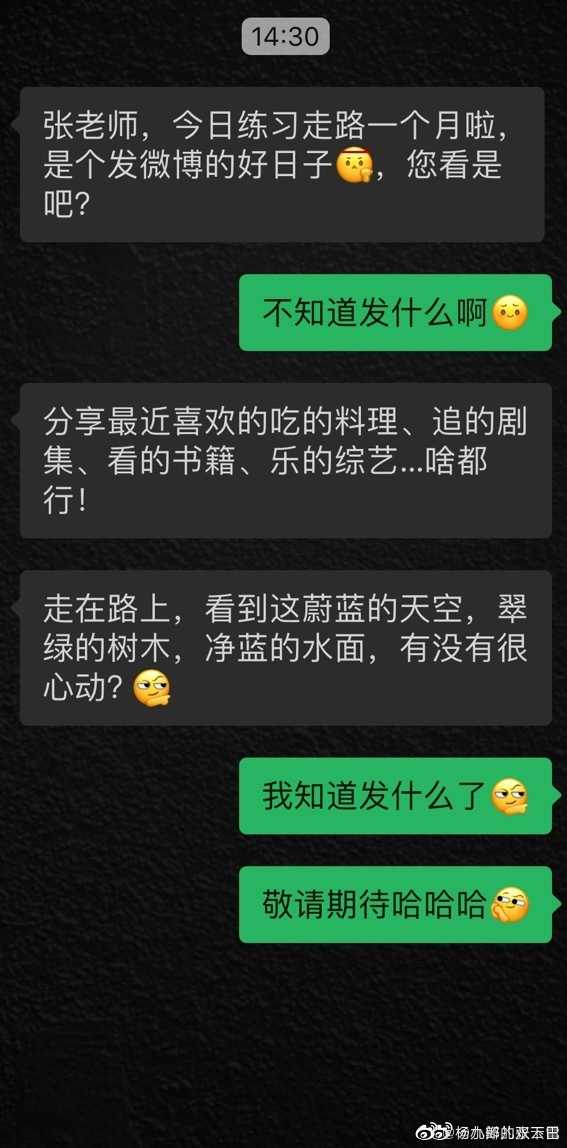 14:30
张老师，今日练习走路一个月啦，
是个发微博的好日子，您看是
吧？
不知道发什么啊
分享最近喜欢的吃的料理、追的剧
集、看的书籍、乐的综艺...啥都
行！
走在路上，看到这蔚蓝的天空，翠
绿的树木，净蓝的水面，有没有很
心动？
我知道发什么了
敬请期待哈哈哈